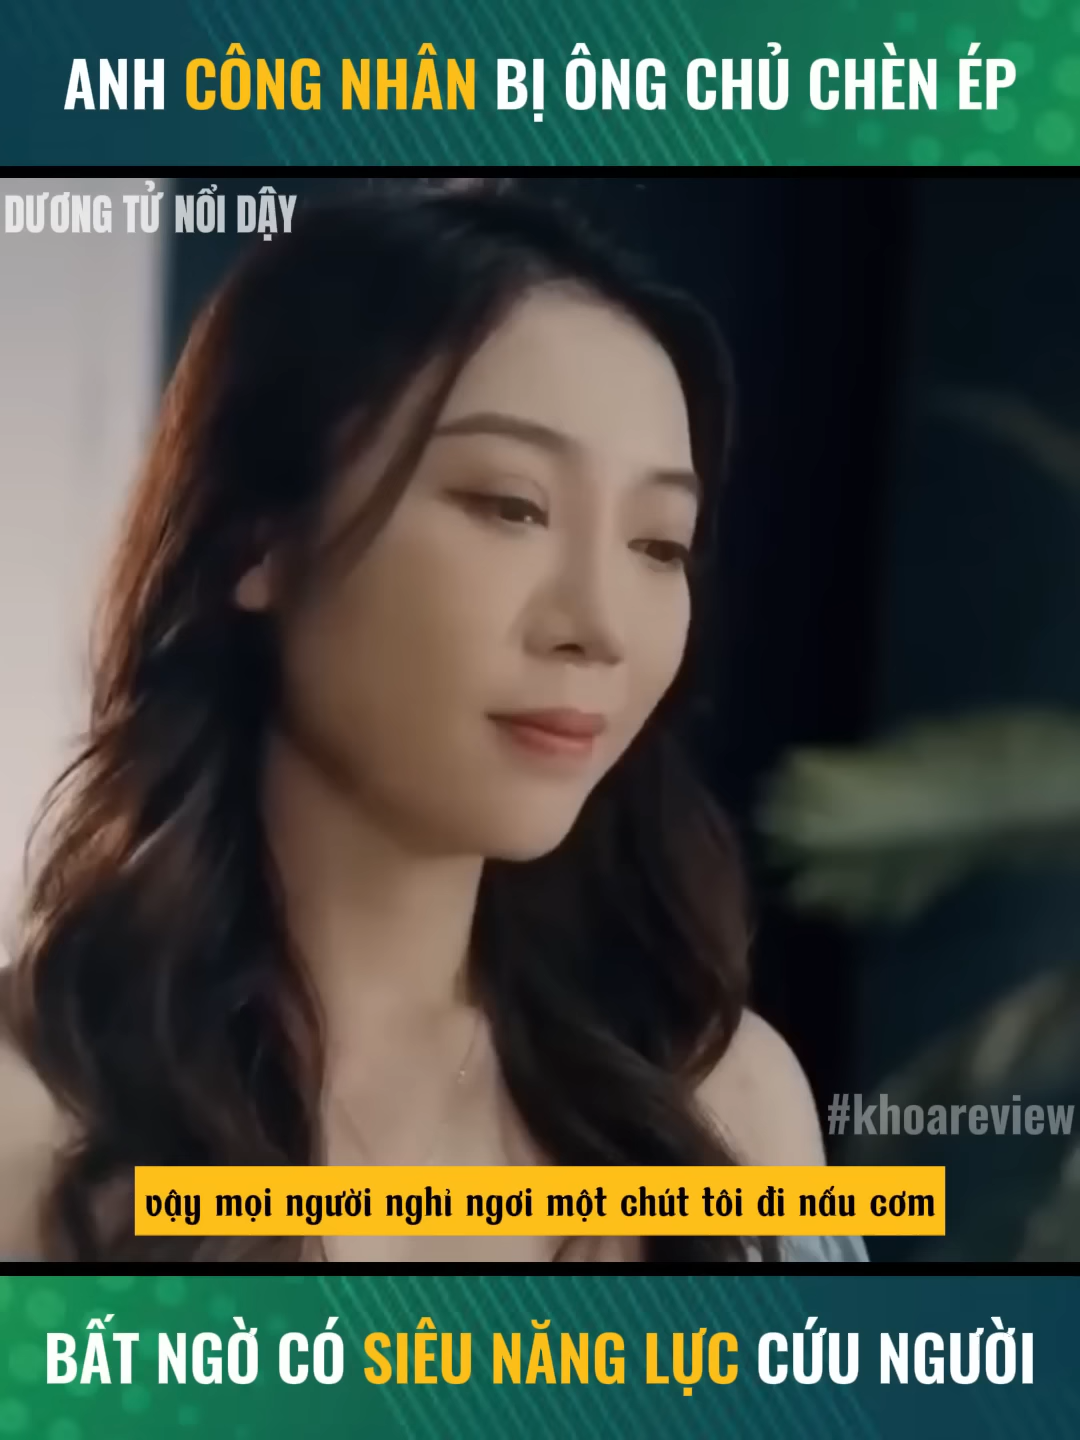 ANH CÔNG NHÂN BỊ ÔNG CHỦ CHÈN ÉP
DƯƠNG TỬ NỔI DẬY
#khoareview
vậy mọi người nghỉ ngơi một chút tôi đi nấu cơm
BẤT NGỜ CÓ SIÊU NĂNG LỰC CỨU NGƯỜI